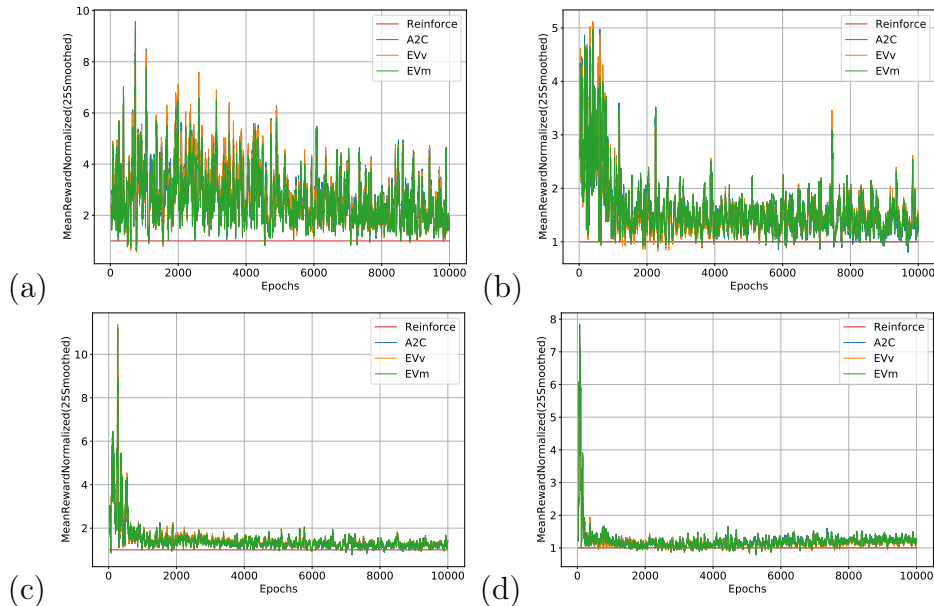 MeanRewardNormalized(25Smoothed)
10
8
6
4
2
0
2000
4000
6000
8000
10000
Epochs
Reinforce
A2C
EVv
EVm
(a)
MeanRewardNormalized(25Smoothed)
5
4
3
2
1
0
2000
4000
6000
8000
10000
Epochs
Reinforce
A2C
EVv
EVm
(b)
MeanRewardNormalized(25Smoothed)
10
8
6
4
2
0
2000
4000
6000
8000
10000
Epochs
Reinforce
A2C
EVv
EVm
(c)
MeanRewardNormalized(25Smoothed)
8
7
6
5
4
3
2
1
0
2000
4000
6000
8000
10000
Epochs
Reinforce
A2C
EVv
EVm
(d)